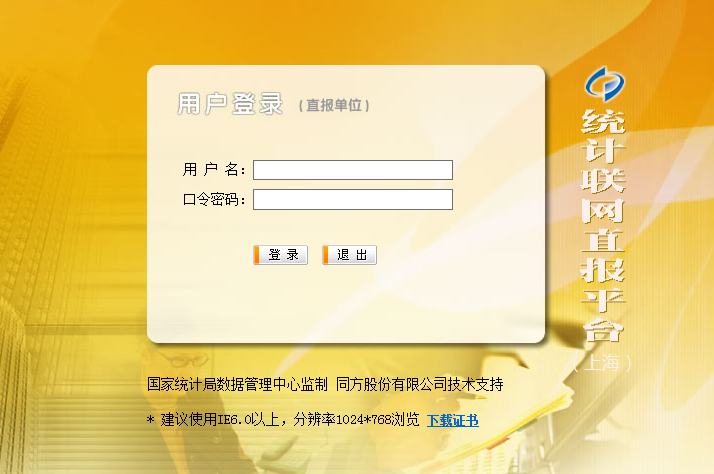 用户登录 (直报单位)
用 户 名：
口令密码：
登 录 退 出
统计联网直报平台
(上海)
国家统计局数据管理中心监制 同方股份有限公司技术支持
* 建议使用IE6.0以上，分辨率1024*768浏览 下载证书